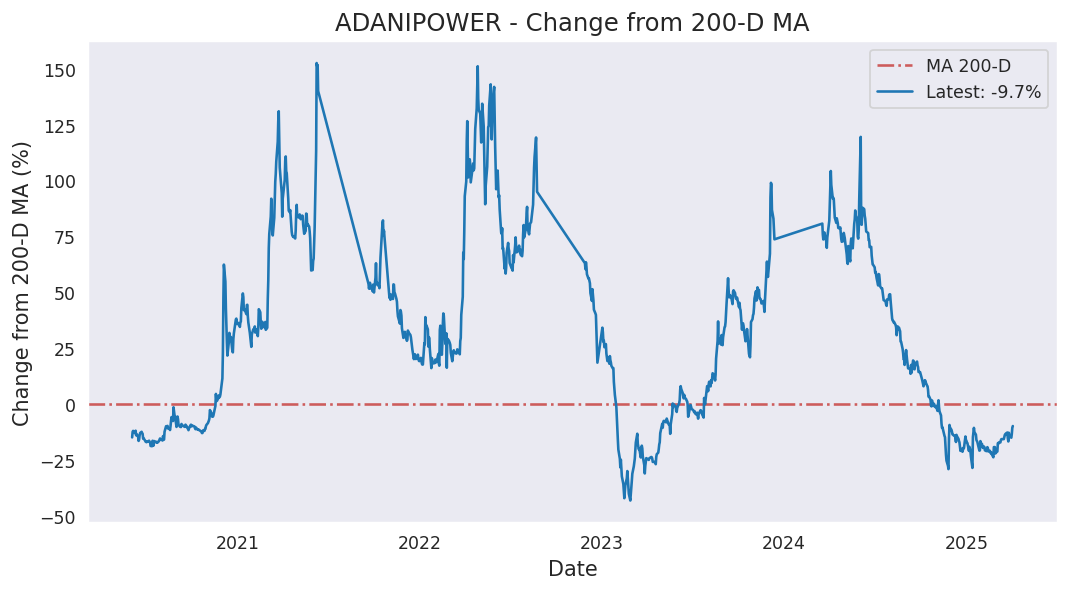 ADANIPOWER - Change from 200-D MA
MA 200-D
Latest: -9.7%
Change from 200-D MA (%)
150
125
100
75
50
25
0
−25
−50
2021
2022
2023
2024
2025
Date